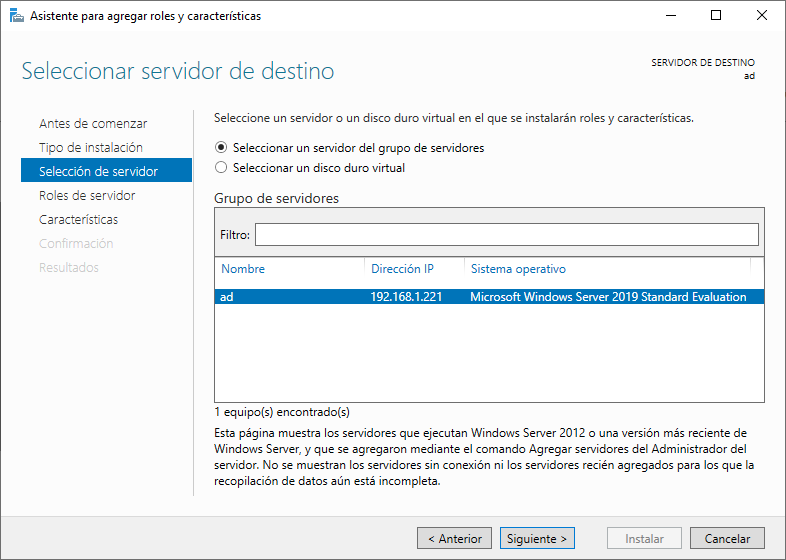 Asistente para agregar roles y características
Seleccionar servidor de destino
SERVIDOR DE DESTINO
ad
Antes de comenzar
Tipo de instalación
Selección de servidor
Roles de servidor
Características
Confirmación
Resultados
Seleccione un servidor o un disco duro virtual en el que se instalarán roles y características.
Seleccionar un servidor del grupo de servidores
Seleccionar un disco duro virtual
Grupo de servidores
Filtro:
Nombre Dirección IP Sistema operativo
ad 192.168.1.221 Microsoft Windows Server 2019 Standard Evaluation
1 equipo(s) encontrado(s)
Esta página muestra los servidores que ejecutan Windows Server 2012 o una versión más reciente de
Windows Server, y que se agregaron mediante el comando Agregar servidores del Administrador del
servidor. No se muestran los servidores sin conexión ni los servidores recién agregados para los que la
recopilación de datos aún está incompleta.
< Anterior Siguiente > Instalar Cancelar